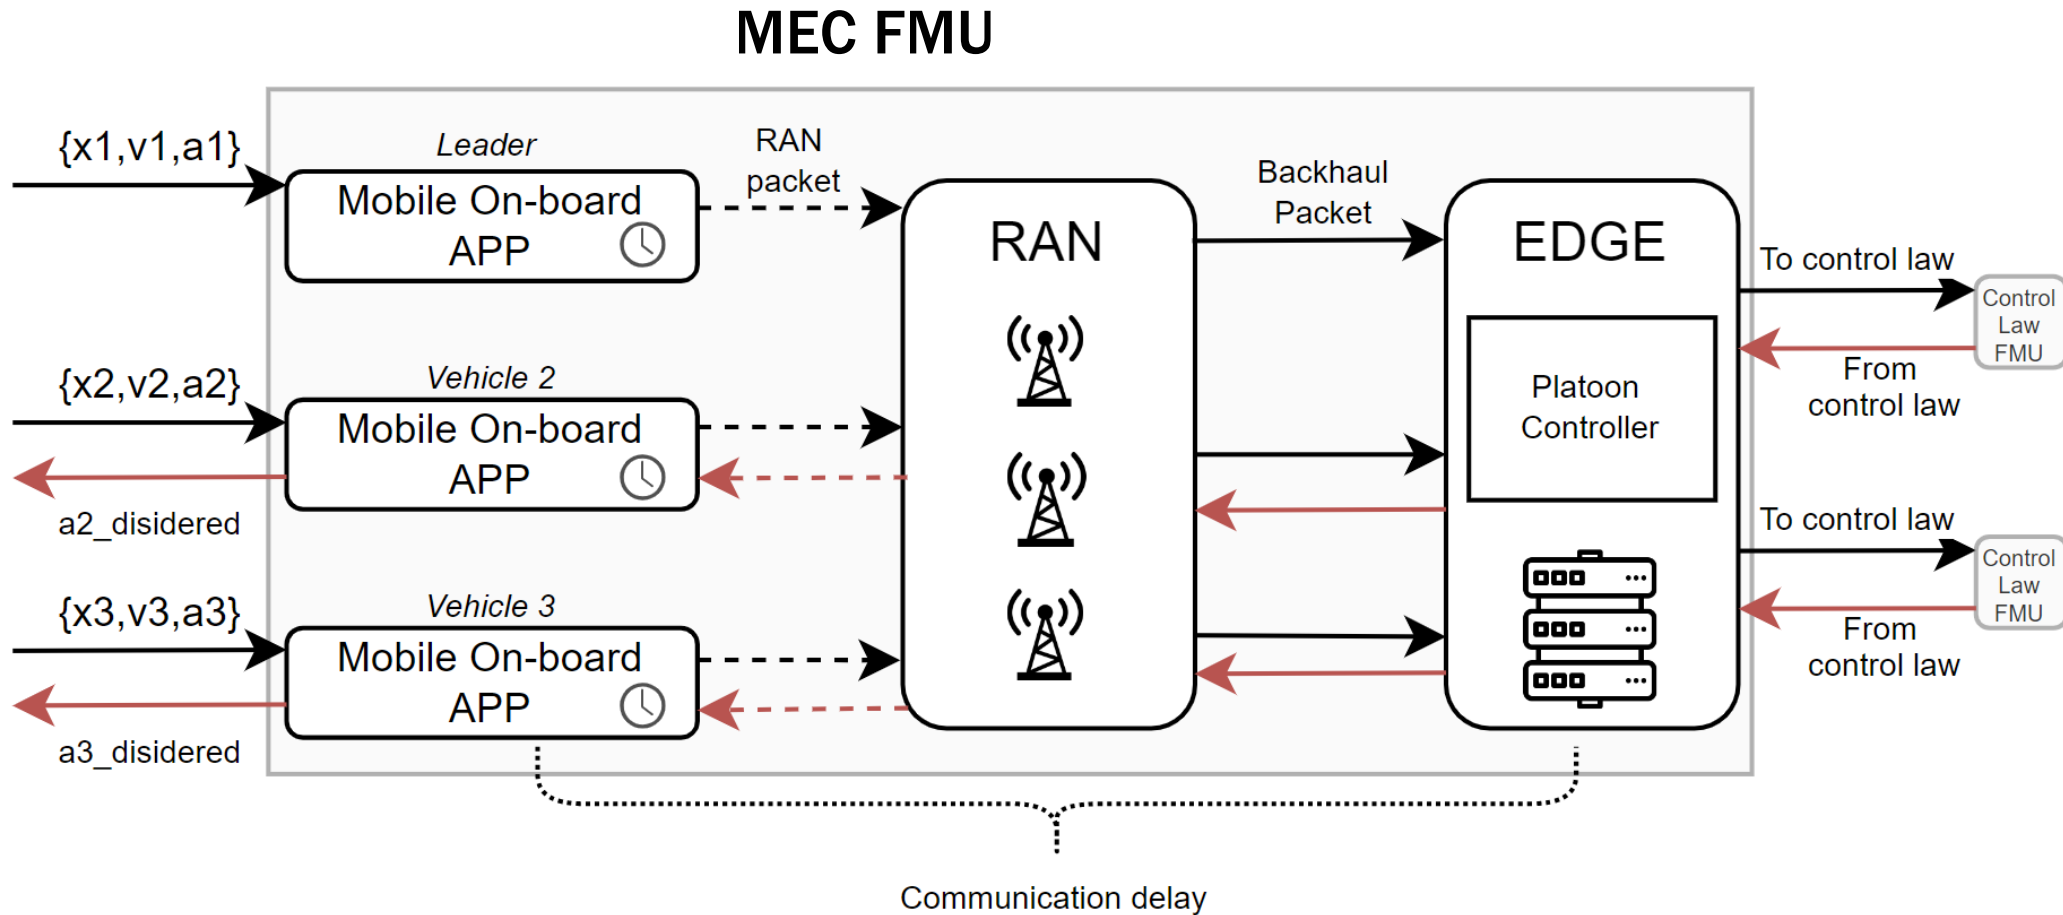 MEC FMU
{x1,v1,a1}
Leader
Mobile On-board
APP
RAN
packet
RAN
Backhaul
Packet
EDGE
To control law
Control
Law
FMU
From
control law
Platoon
Controller
{x2,v2,a2}
Vehicle 2
Mobile On-board
APP
a2_disidered
To control law
Control
Law
FMU
From
control law
{x3,v3,a3}
Vehicle 3
Mobile On-board
APP
a3_disidered
Communication delay